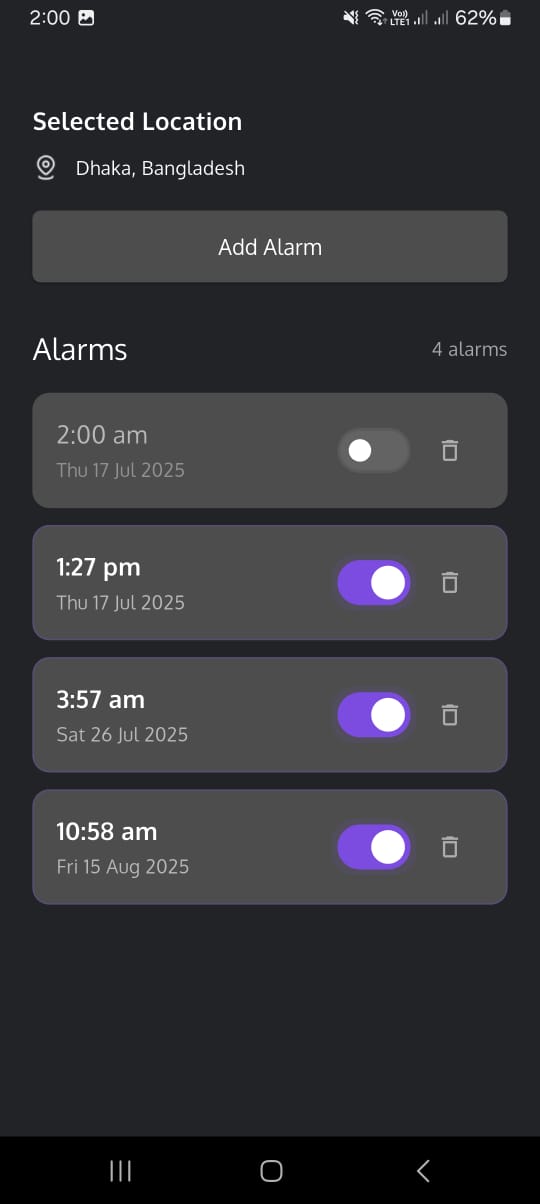 2:00
Vo))
LTE1
62%
Selected Location
Dhaka, Bangladesh
Add Alarm
Alarms
4 alarms
2:00 am
Thu 17 Jul 2025
1:27 pm
Thu 17 Jul 2025
3:57 am
Sat 26 Jul 2025
10:58 am
Fri 15 Aug 2025